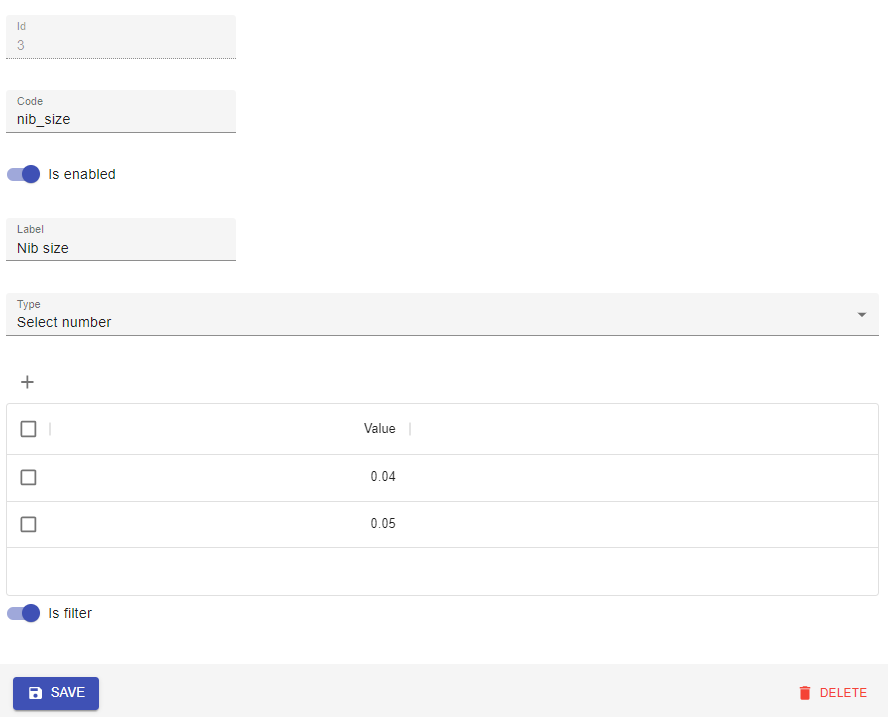 Id
3
Code
nib_size
Is enabled
Label
Nib size
Type
Select number
Value
0.04
0.05
Is filter
SAVE
DELETE